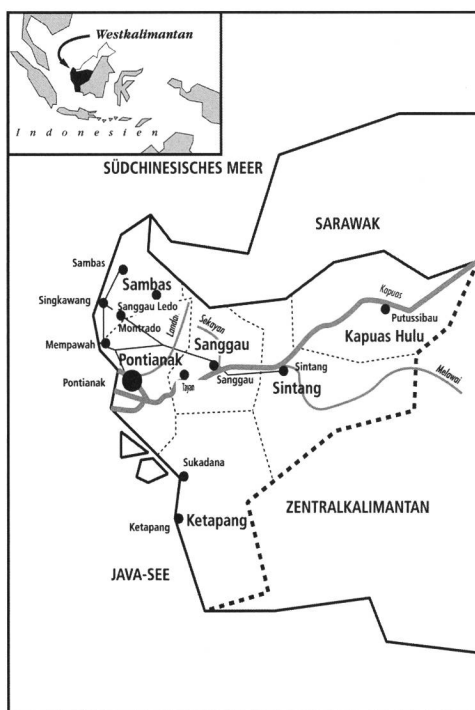 Westkalimantan
Indonesien
SÜDCHINESISCHES MEER
SARAWAK
Sambas
Sambas
Kapuas
Singkawang
Sanggau Ledo
Landak
Sekayan
Putussibau
Montrado
Kapuas Hulu
Mempawah
Sanggau
Pontianak
Sintang
Pontianak
Tayan
Sanggau
Sintang
Melawai
Sukadana
ZENTRALKALIMANTAN
Ketapang
Ketapang
JAVA-SEE